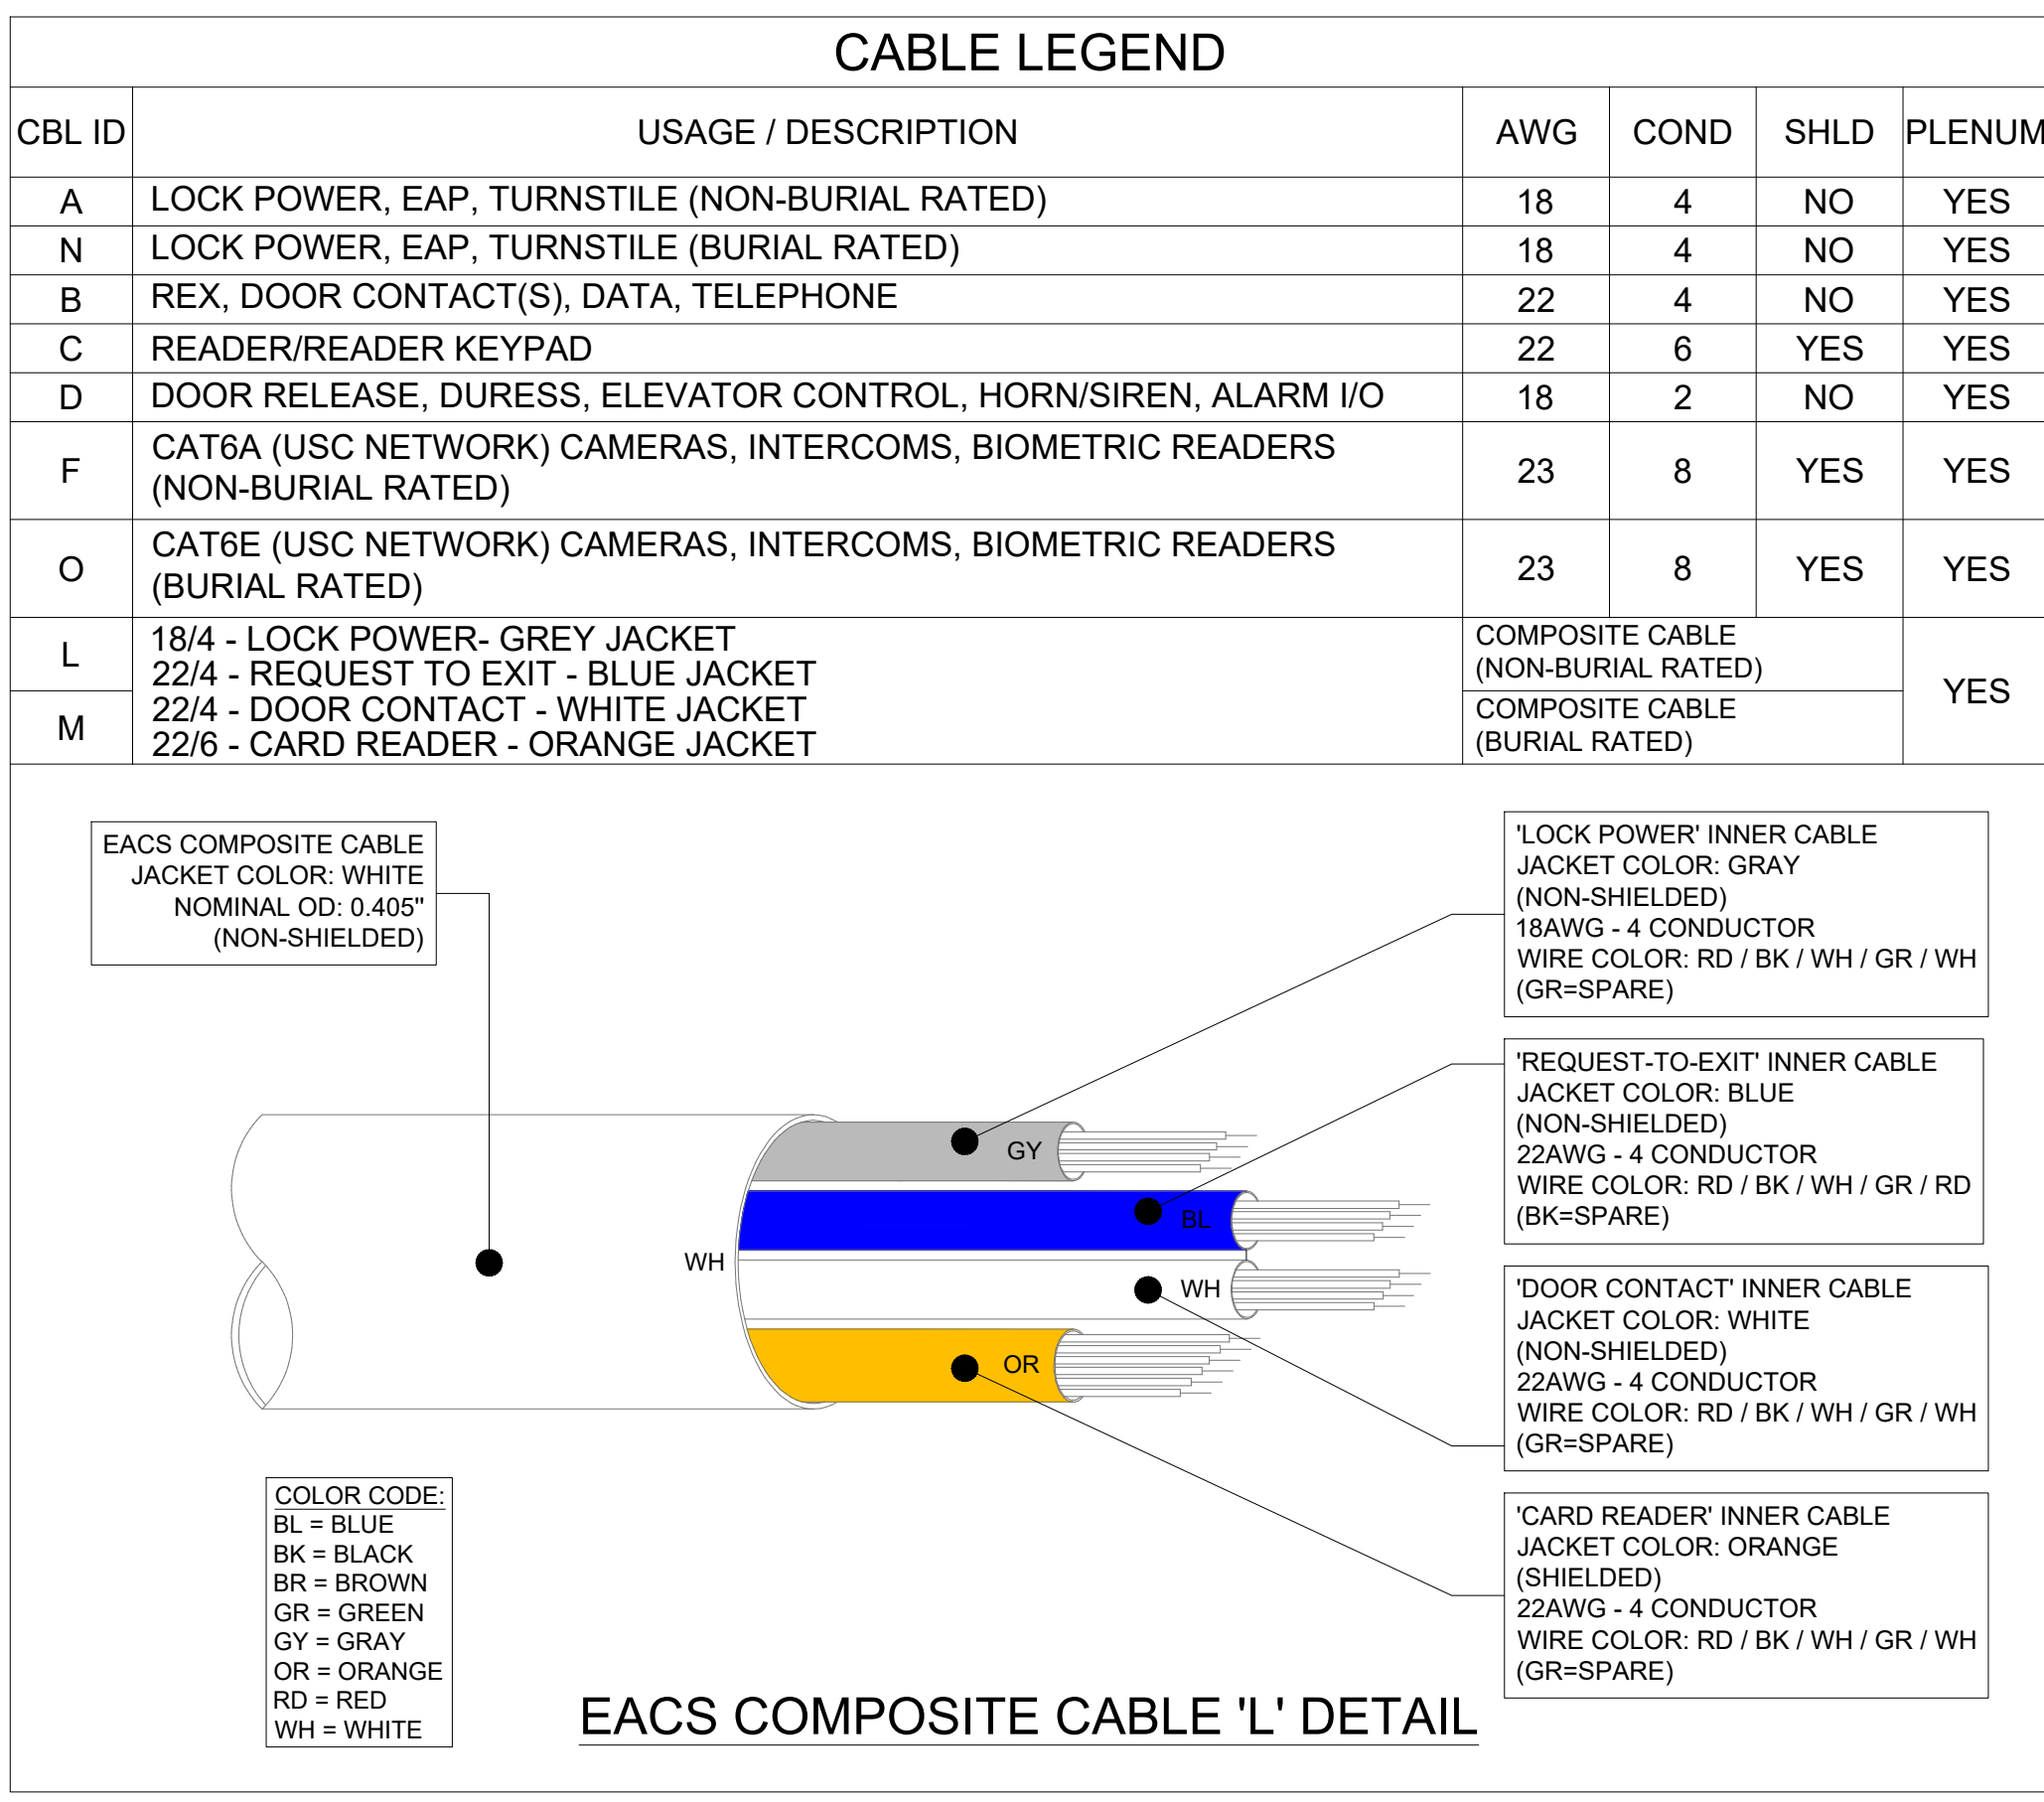 CABLE LEGEND
CBL ID USAGE / DESCRIPTION AWG COND SHLD PLENUM
A LOCK POWER, EAP, TURNSTILE (NON-BURIAL RATED) 18 4 NO YES
N LOCK POWER, EAP, TURNSTILE (BURIAL RATED) 18 4 NO YES
B REX, DOOR CONTACT(S), DATA, TELEPHONE 22 4 NO YES
C READER/READER KEYPAD 22 6 YES YES
D DOOR RELEASE, DURESS, ELEVATOR CONTROL, HORN/SIREN, ALARM I/O 18 2 NO YES
F CAT6A (USC NETWORK) CAMERAS, INTERCOMS, BIOMETRIC READERS
(NON-BURIAL RATED) 23 8 YES YES
O CAT6E (USC NETWORK) CAMERAS, INTERCOMS, BIOMETRIC READERS
(BURIAL RATED) 23 8 YES YES
L
M
18/4 - LOCK POWER- GREY JACKET
22/4 - REQUEST TO EXIT - BLUE JACKET
22/4 - DOOR CONTACT - WHITE JACKET
22/6 - CARD READER - ORANGE JACKET
COMPOSITE CABLE
(NON-BURIAL RATED)
COMPOSITE CABLE
(BURIAL RATED)
YES
EACS COMPOSITE CABLE
JACKET COLOR: WHITE
NOMINAL OD: 0.405"
(NON-SHIELDED)
'LOCK POWER' INNER CABLE
JACKET COLOR: GRAY
(NON-SHIELDED)
18AWG - 4 CONDUCTOR
WIRE COLOR: RD / BK / WH / GR / WH
(GR=SPARE)
'REQUEST-TO-EXIT' INNER CABLE
JACKET COLOR: BLUE
(NON-SHIELDED)
22AWG - 4 CONDUCTOR
WIRE COLOR: RD / BK / WH / GR / RD
(BK=SPARE)
'DOOR CONTACT' INNER CABLE
JACKET COLOR: WHITE
(NON-SHIELDED)
22AWG - 4 CONDUCTOR
WIRE COLOR: RD / BK / WH / GR / WH
(GR=SPARE)
'CARD READER' INNER CABLE
JACKET COLOR: ORANGE
(SHIELDED)
22AWG - 4 CONDUCTOR
WIRE COLOR: RD / BK / WH / GR / WH
(GR=SPARE)
GY
BL
WH
WH
OR
COLOR CODE:
BL = BLUE
BK = BLACK
BR = BROWN
GR = GREEN
GY = GRAY
OR = ORANGE
RD = RED
WH = WHITE
EACS COMPOSITE CABLE 'L' DETAIL